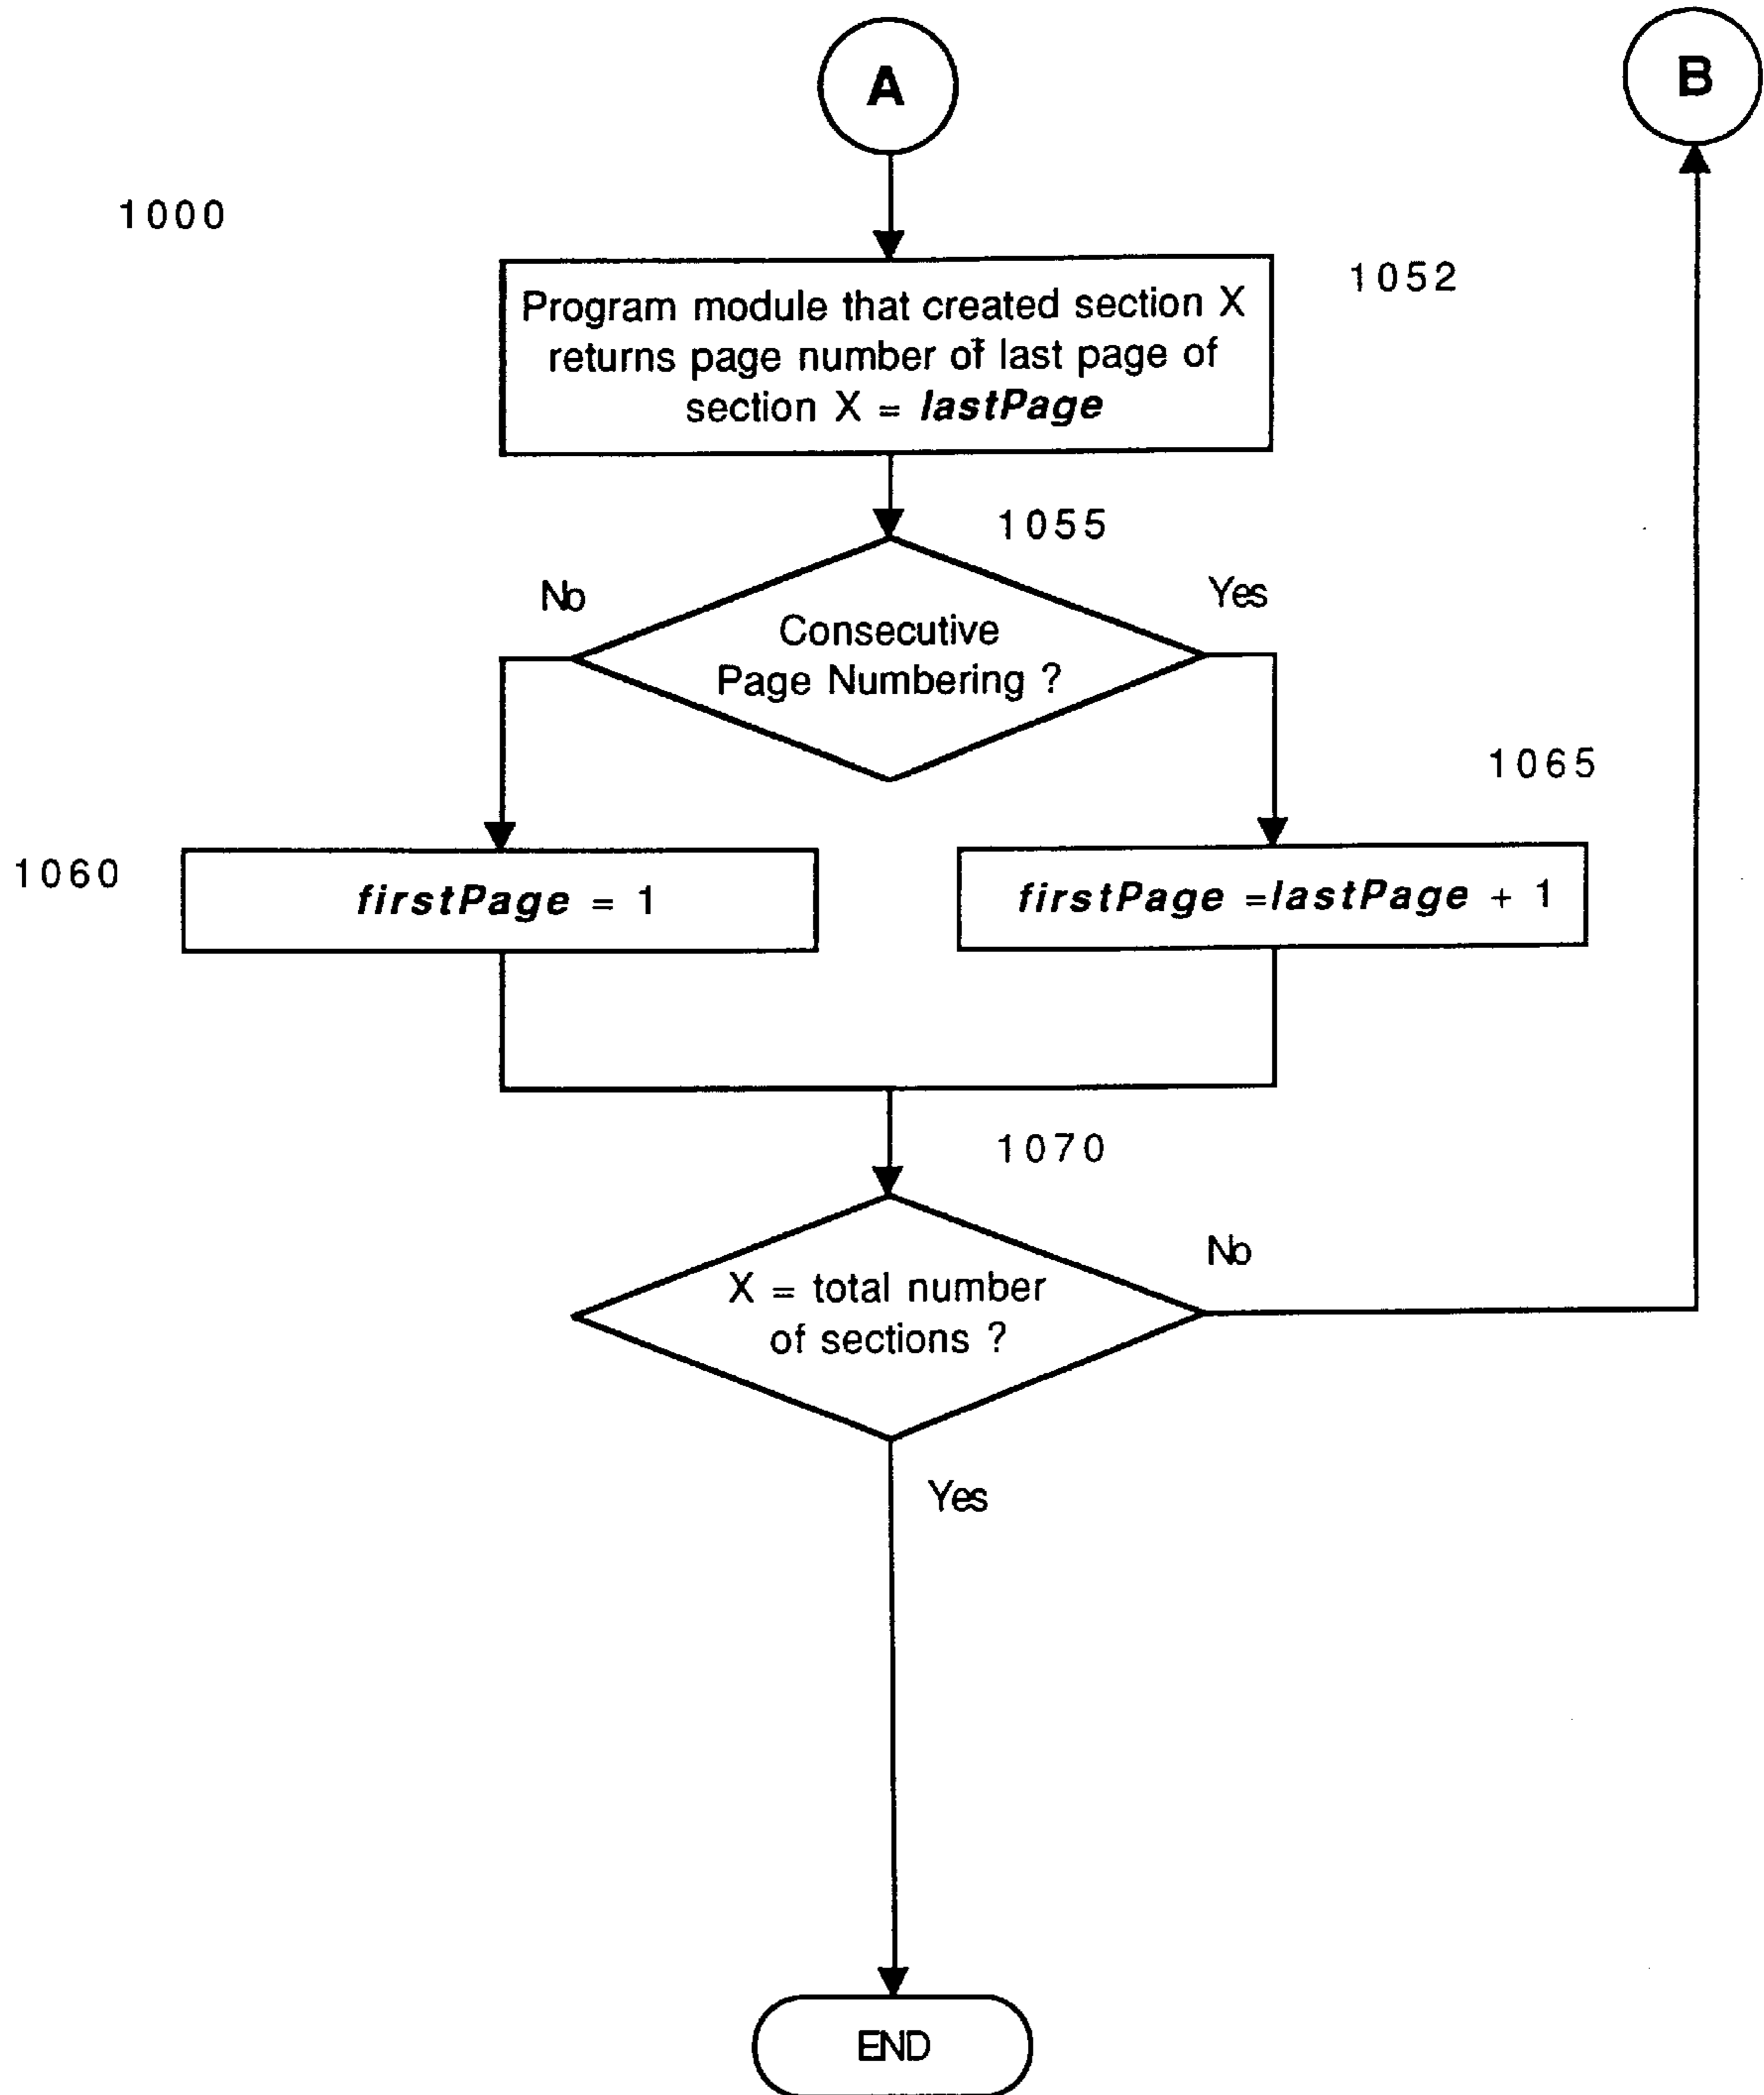 A
B
1000
1052
Program module that created section X
returns page number of last page of
section X = lastPage
1055
No
Yes
Consecutive
Page Numbering ?
1065
1060
firstPage = 1
firstPage =lastPage + 1
1070
No
X = total number
of sections ?
Yes
END